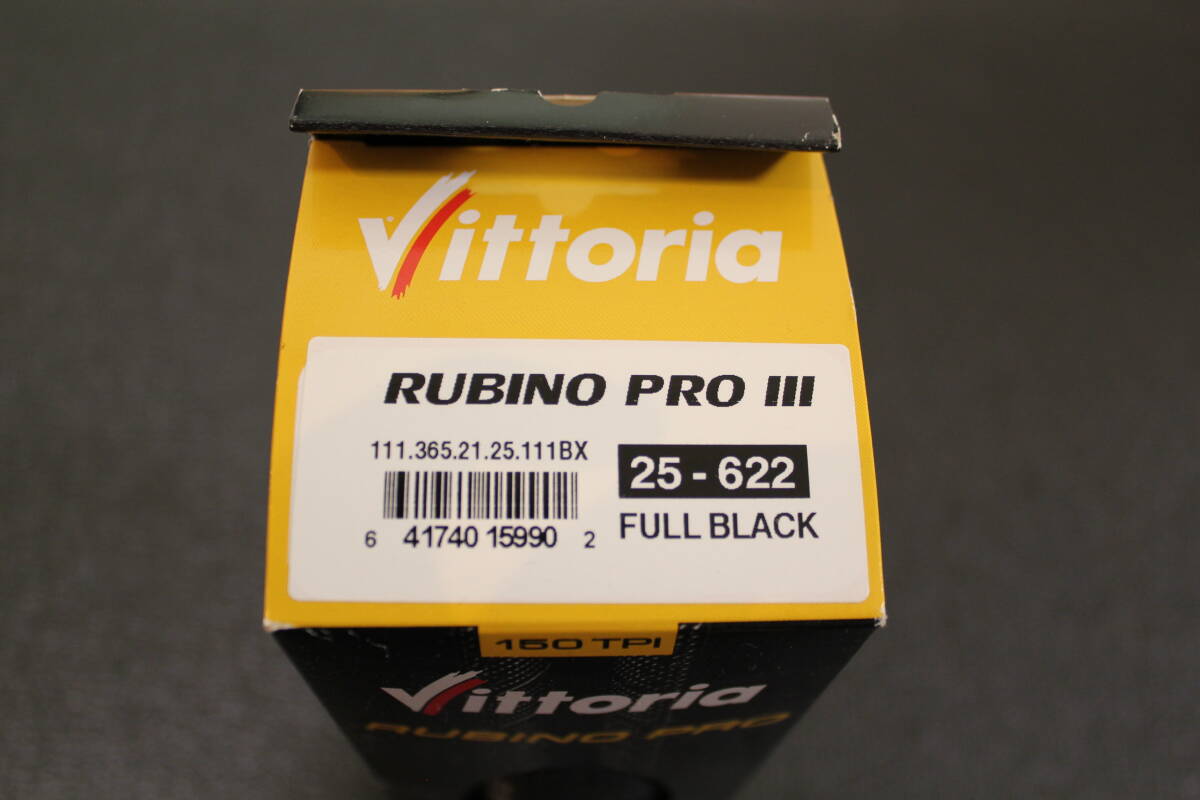 Vittoria
RUBINO PRO III
111.365.21.25.111BX
25 - 622
6 41740 15990 2
FULL BLACK
150 TPI
Vittoria
RUBINO PRO